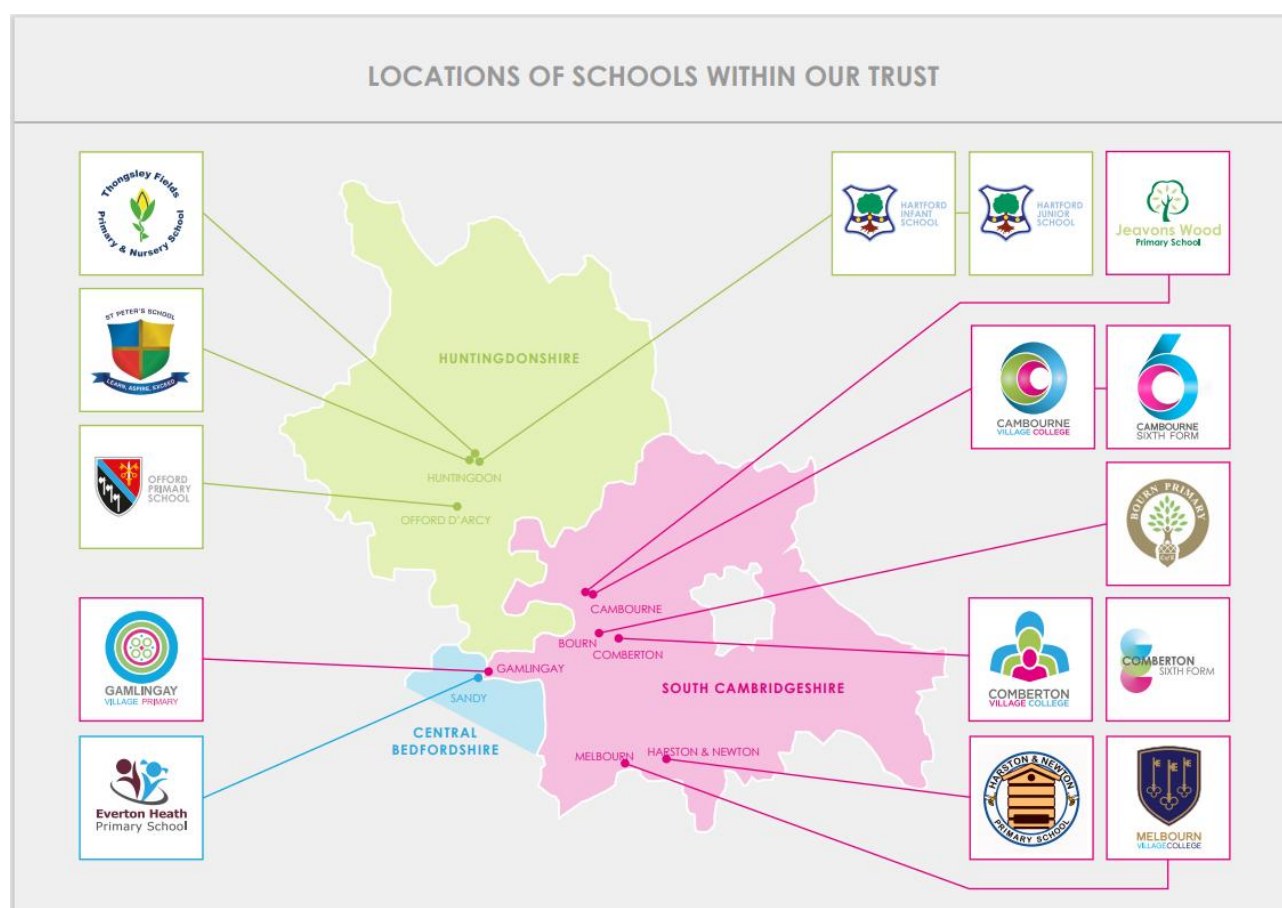 LOCATIONS OF SCHOOLS WITHIN OUR TRUST
Thongsley Fields
Primary & Nursery School
HARTFORD
INFANT
SCHOOL
HARTFORD
JUNIOR
SCHOOL
Jeavons Wood
Primary School
ST PETER'S SCHOOL
LEARN, ASPIRE, EXCEED
HUNTINGDONSHIRE
CAMBOURNE
VILLAGE COLLEGE
CAMBOURNE
SIXTH FORM
OFFORD
PRIMARY
SCHOOL
HUNTINGDON
OFFORD D'ARCY
BOURN PRIMARY
CAMBOURNE
BOURN
COMBERTON
GAMLINGAY
VILLAGE PRIMARY
GAMLINGAY
SANDY
SOUTH CAMBRIDGESHIRE
COMBERTON
VILLAGE COLLEGE
COMBERTON
SIXTH FORM
CENTRAL
BEDFORDSHIRE
MELBOURN
HARSTON & NEWTON
Everton Heath
Primary School
HARSTON & NEWTON
PRIMARY SCHOOL
MELBOURN
VILLAGECOLLEGE